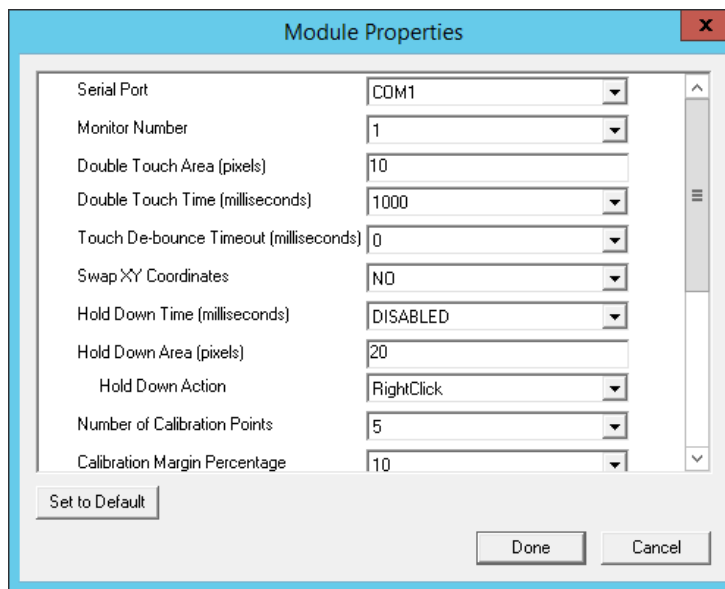 Module Properties
x
Serial Port COM1
Monitor Number 1
Double Touch Area (pixels) 10
Double Touch Time (milliseconds) 1000
Touch De-bounce Timeout (milliseconds) 0
Swap XY Coordinates NO
Hold Down Time (milliseconds) DISABLED
Hold Down Area (pixels) 20
Hold Down Action RightClick
Number of Calibration Points 5
Calibration Margin Percentage 10
Set to Default
Done Cancel